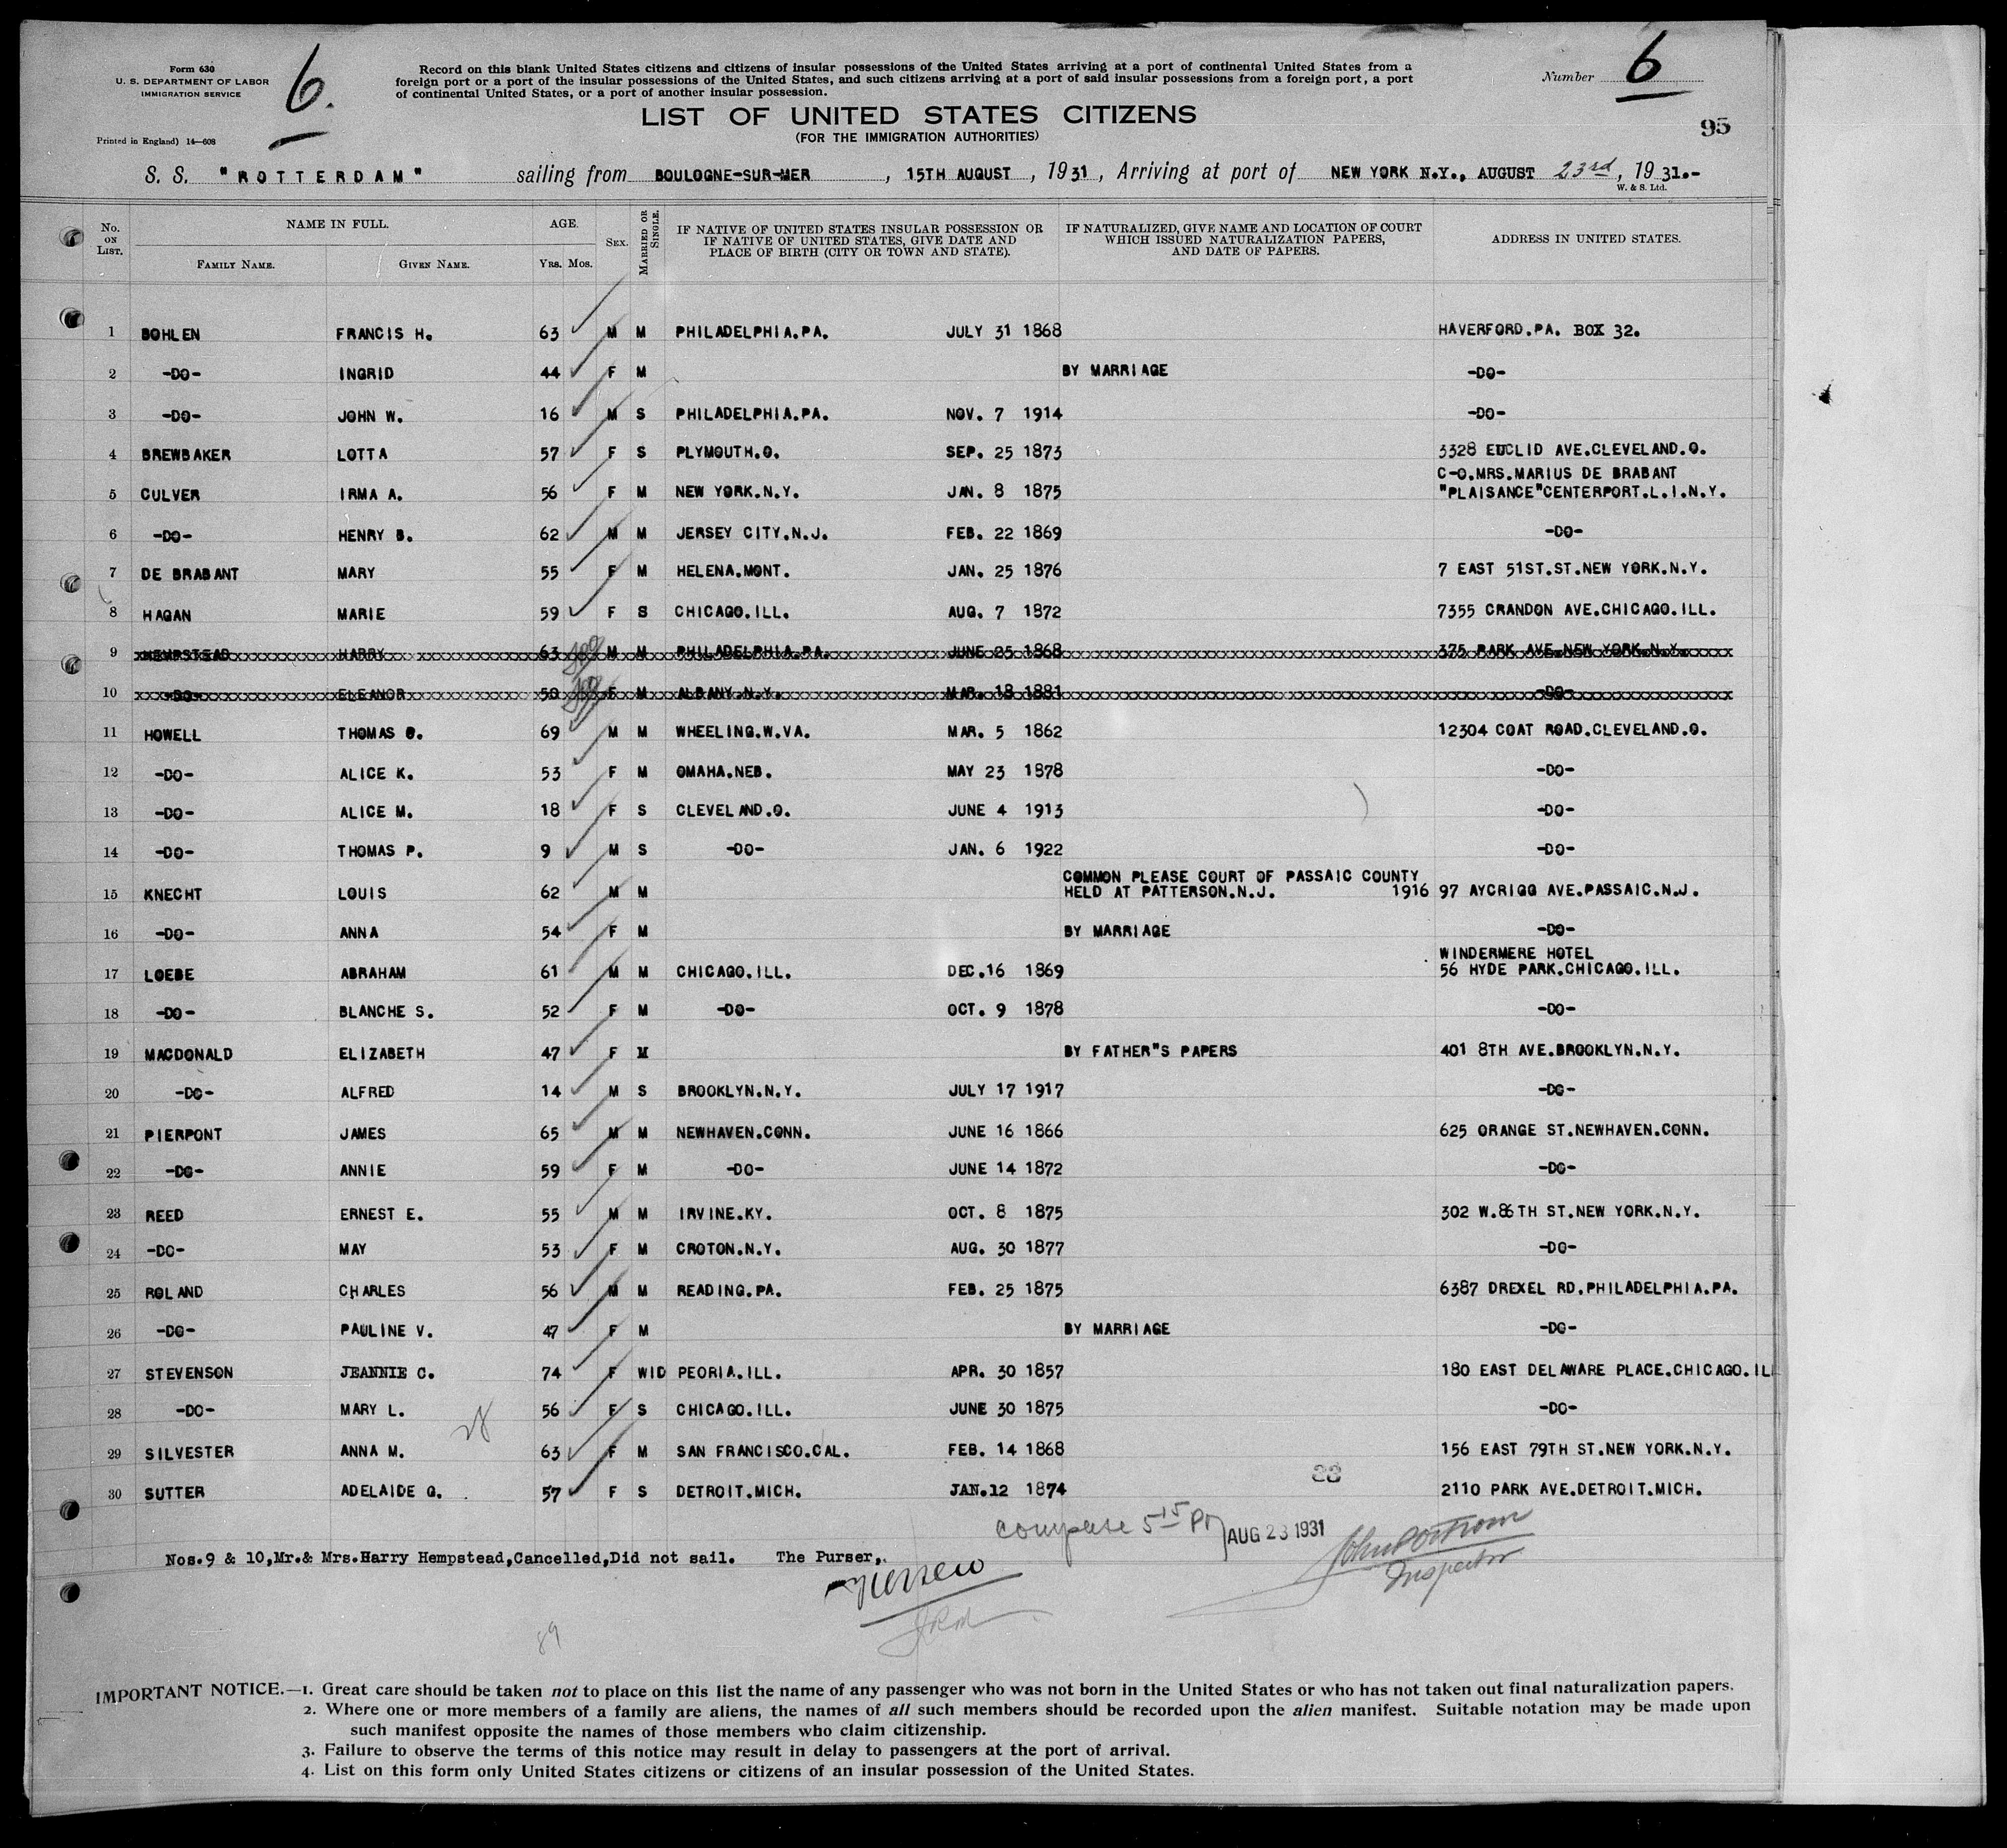 Form 630
U. S. DEPARTMENT OF LABOR
IMMIGRATION SERVICE
6.
Record on this blank United States citizens and citizens of insular possessions of the United States arriving at a port of continental United States from a
foreign port or a port of the insular possessions of the United States, and such citizens arriving at a port of said insular possessions from a foreign port, a port
of continental United States, or a port of another insular possession.
Number 6
LIST OF UNITED STATES CITIZENS
(FOR THE IMMIGRATION AUTHORITIES)
95
Printed in England) 14—608
S. S. "ROTTERDAM" sailing from BOULOGNE-SUR-MER, 15TH AUGUST, 1931, Arriving at port of NEW YORK N.Y., AUGUST 23rd, 1931.-
W. & S. Ltd.
No. ON LIST. NAME IN FULL. FAMILY NAME. GIVEN NAME. AGE. YRS. MOS. SEX. MARRIED OR SINGLE. IF NATIVE OF UNITED STATES INSULAR POSSESSION OR IF NATIVE OF UNITED STATES, GIVE DATE AND PLACE OF BIRTH (CITY OR TOWN AND STATE). IF NATURALIZED, GIVE NAME AND LOCATION OF COURT WHICH ISSUED NATURALIZATION PAPERS, AND DATE OF PAPERS. ADDRESS IN UNITED STATES.
1 BOHLEN FRANCIS H. 63 M M PHILADELPHIA.PA. JULY 31 1868 HAVERFORD.PA. BOX 32.
2 -DO- INGRID 44 F M BY MARRIAGE -DO-
3 -DO- JOHN W. 16 M S PHILADELPHIA.PA. NOV. 7 1914 -DO-
4 BREWBAKER LOTTA 57 F S PLYMOUTH.O. SEP. 25 1873 3328 EUCLID AVE.CLEVELAND.O.
C-O.MRS.MARIUS DE BRABANT
5 CULVER IRMA A. 56 F M NEW YORK.N.Y. JAN. 8 1875 "PLAISANCE"CENTERPORT.L.I.N.Y.
6 -DO- HENRY B. 62 M M JERSEY CITY.N.J. FEB. 22 1869 -DO-
7 DE BRABANT MARY 55 F M HELENA.MONT. JAN. 25 1876 7 EAST 51ST.ST.NEW YORK.N.Y.
8 HAGAN MARIE 59 F S CHICAGO.ILL. AUG. 7 1872 7355 CRANDON AVE.CHICAGO.ILL.
9 HEMPSTEAD HARRY 63 M M PHILADELPHIA.PA. JUNE 25 1868 375 PARK AVE.NEW YORK.N.Y.
10 -DO- ELEANOR 50 F M ALBANY.N.Y. MAR. 18 1881 -DO-
11 HOWELL THOMAS 69 M M WHEELING.W.VA. MAR. 5 1862 12304 COAT ROAD.CLEVELAND.O.
12 -DO- ALICE K. 53 F M OMAHA.NEB. MAY 23 1878 -DO-
13 -DO- ALICE M. 18 F S CLEVELAND.O. JUNE 4 1913 -DO-
14 -DO- THOMAS P. 9 M S -DO- JAN. 6 1922 -DO-
COMMON PLEASE COURT OF PASSAIC COUNTY
15 KNECHT LOUIS 62 M M HELD AT PATTERSON.N.J. 1916 97 AYCRIGG AVE.PASSAIC.N.J.
16 -DO- ANNA 54 F M BY MARRIAGE -DO-
WINDERMERE HOTEL
17 LOEBE ABRAHAM 61 M M CHICAGO.ILL. DEC.16 1869 56 HYDE PARK.CHICAGO.ILL.
18 -DO- BLANCHE S. 52 F M -DO- OCT. 9 1878 -DO-
19 MACDONALD ELIZABETH 47 F M BY FATHER"S PAPERS 401 8TH AVE.BROOKLYN.N.Y.
20 -DO- ALFRED 14 M S BROOKLYN.N.Y. JULY 17 1917 -DO-
21 PIERPONT JAMES 65 M M NEWHAVEN.CONN. JUNE 16 1866 625 ORANGE ST.NEWHAVEN.CONN.
22 -DO- ANNIE 59 F M -DO- JUNE 14 1872 -DO-
23 REED ERNEST E. 55 M M IRVINE.KY. OCT. 8 1875 302 W.86TH ST.NEW YORK.N.Y.
24 -DO- MAY 53 F M CROTON.N.Y. AUG. 30 1877 -DO-
25 ROLAND CHARLES 56 M M READING.PA. FEB. 25 1875 6387 DREXEL RD.PHILADELPHIA.PA.
26 -DO- PAULINE V. 47 F M BY MARRIAGE -DO-
27 STEVENSON JEANNIE C. 74 F WID PEORIA.ILL. APR. 30 1857 180 EAST DELAWARE PLACE.CHICAGO.IL
28 -DO- MARY L. 56 F S CHICAGO.ILL. JUNE 30 1875 -DO-
28
29 SILVESTER ANNA M. 63 F M SAN FRANCISCO.CAL. FEB. 14 1868 156 EAST 79TH ST.NEW YORK.N.Y.
30 SUTTER ADELAIDE G. 57 F S DETROIT.MICH. JAN.12 1874 2110 PARK AVE.DETROIT.MICH.
AUG 23 1931
Inspector
Nos.9 & 10,Mr.& Mrs.Harry Hempstead,Cancelled,Did not sail. The Purser,.
89
IMPORTANT NOTICE.—1. Great care should be taken not to place on this list the name of any passenger who was not born in the United States or who has not taken out final naturalization papers.
2. Where one or more members of a family are aliens, the names of all such members should be recorded upon the alien manifest. Suitable notation may be made upon
such manifest opposite the names of those members who claim citizenship.
3. Failure to observe the terms of this notice may result in delay to passengers at the port of arrival.
4. List on this form only United States citizens or citizens of an insular possession of the United States.